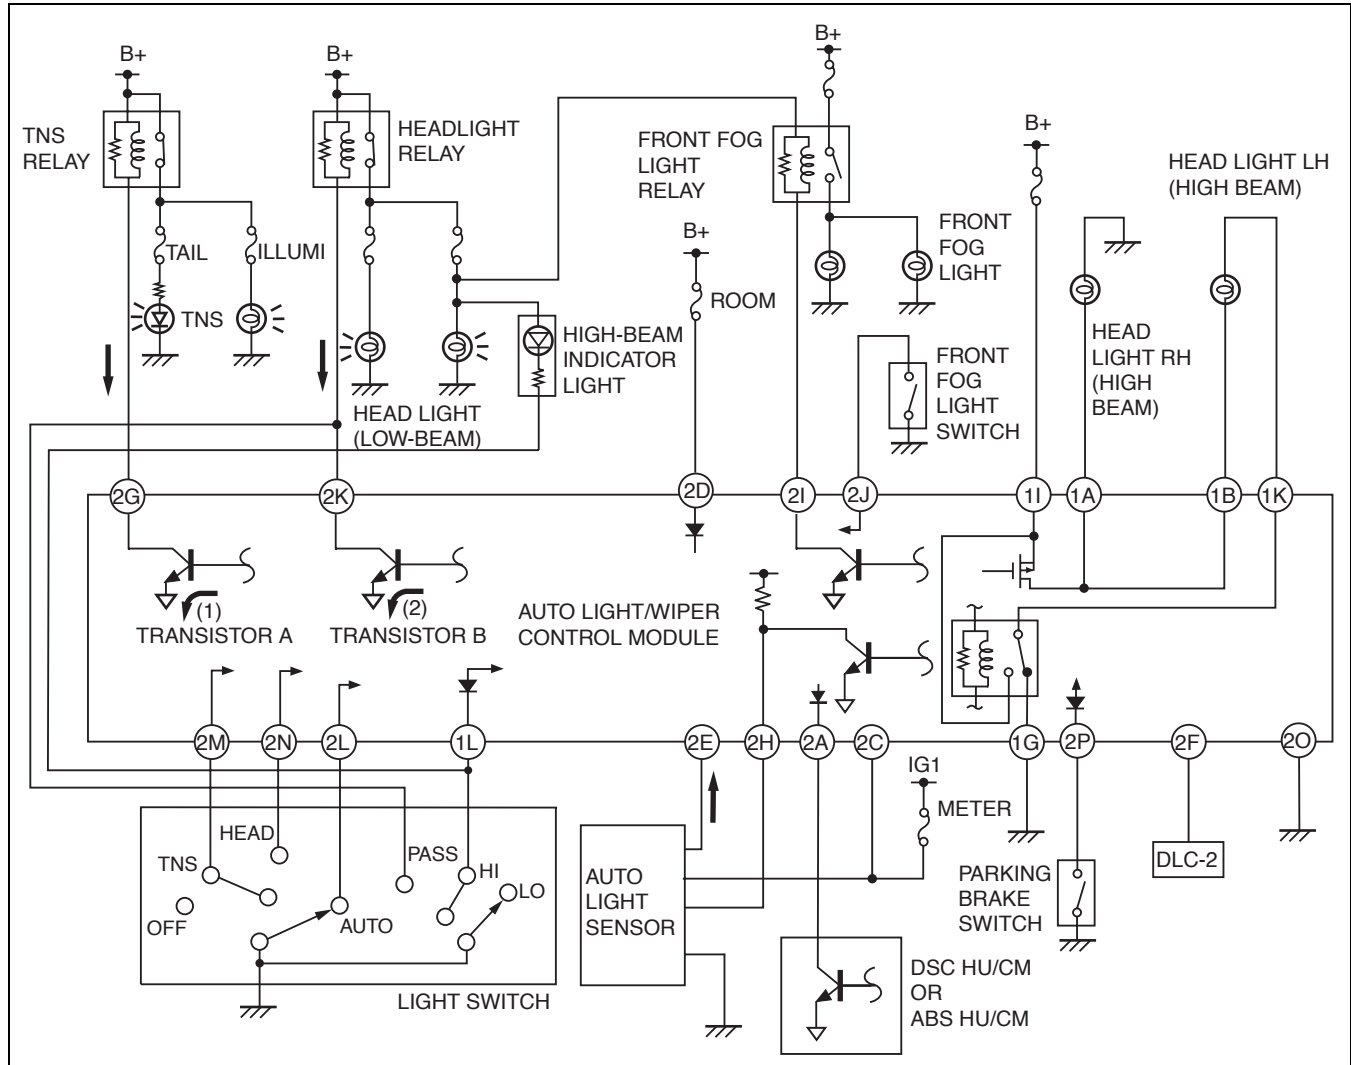 B+
B+
B+
TNS
RELAY
HEADLIGHT
RELAY
FRONT FOG
LIGHT
RELAY
B+
HEAD LIGHT LH
(HIGH BEAM)
TAIL
ILLUMI
B+
FRONT
FOG
LIGHT
ROOM
TNS
HIGH-BEAM
INDICATOR
LIGHT
HEAD
LIGHT RH
(HIGH
BEAM)
FRONT
FOG
LIGHT
SWITCH
HEAD LIGHT
(LOW-BEAM)
2G
2K
2D
2I
2J
1I
1A
1B
1K
(1)
(2)
TRANSISTOR A
TRANSISTOR B
AUTO LIGHT/WIPER
CONTROL MODULE
2M
2N
2L
1L
2E
2H
2A
2C
1G
2P
2F
2O
IG1
METER
HEAD
TNS
PASS
HI
LO
OFF
AUTO
AUTO
LIGHT
SENSOR
PARKING
BRAKE
SWITCH
DLC-2
LIGHT SWITCH
DSC HU/CM
OR
ABS HU/CM